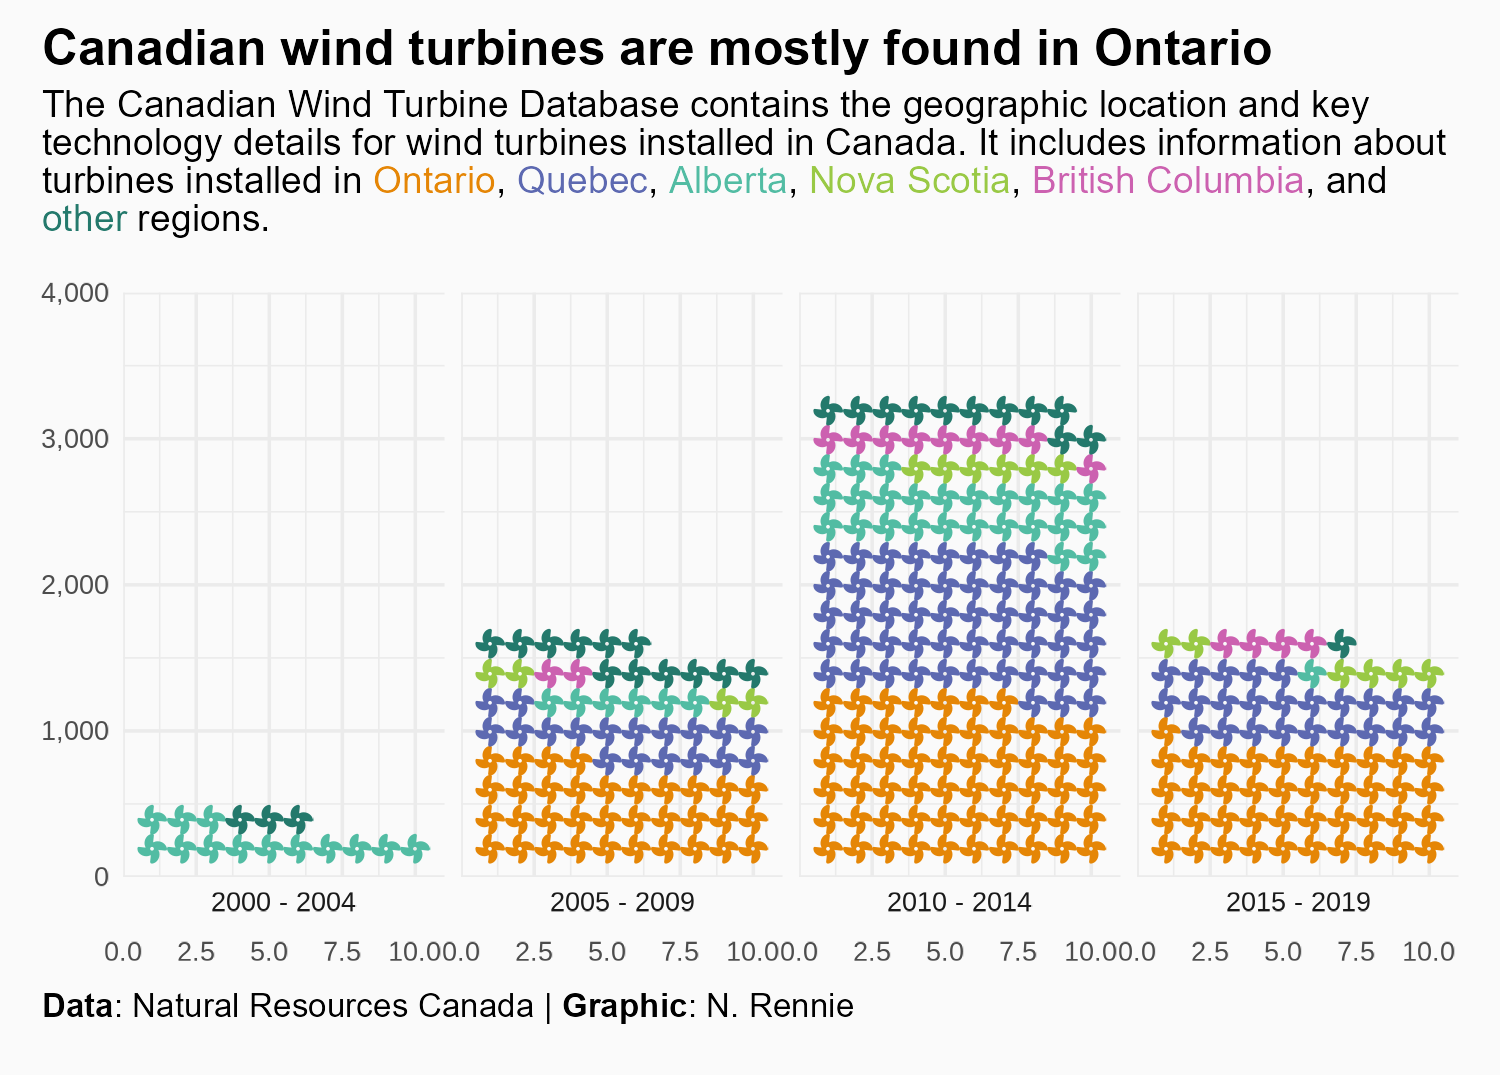 Canadian wind turbines are mostly found in Ontario
The Canadian Wind Turbine Database contains the geographic location and key
technology details for wind turbines installed in Canada. It includes information about
turbines installed in Ontario, Quebec, Alberta, Nova Scotia, British Columbia, and
other regions.
4,000
3,000
2,000
1,000
0
2000 - 2004 2005 - 2009 2010 - 2014 2015 - 2019
0.0 2.5 5.0 7.5 10.0 0.0 2.5 5.0 7.5 10.0 0.0 2.5 5.0 7.5 10.0 0.0 2.5 5.0 7.5 10.0
Data: Natural Resources Canada | Graphic: N. Rennie